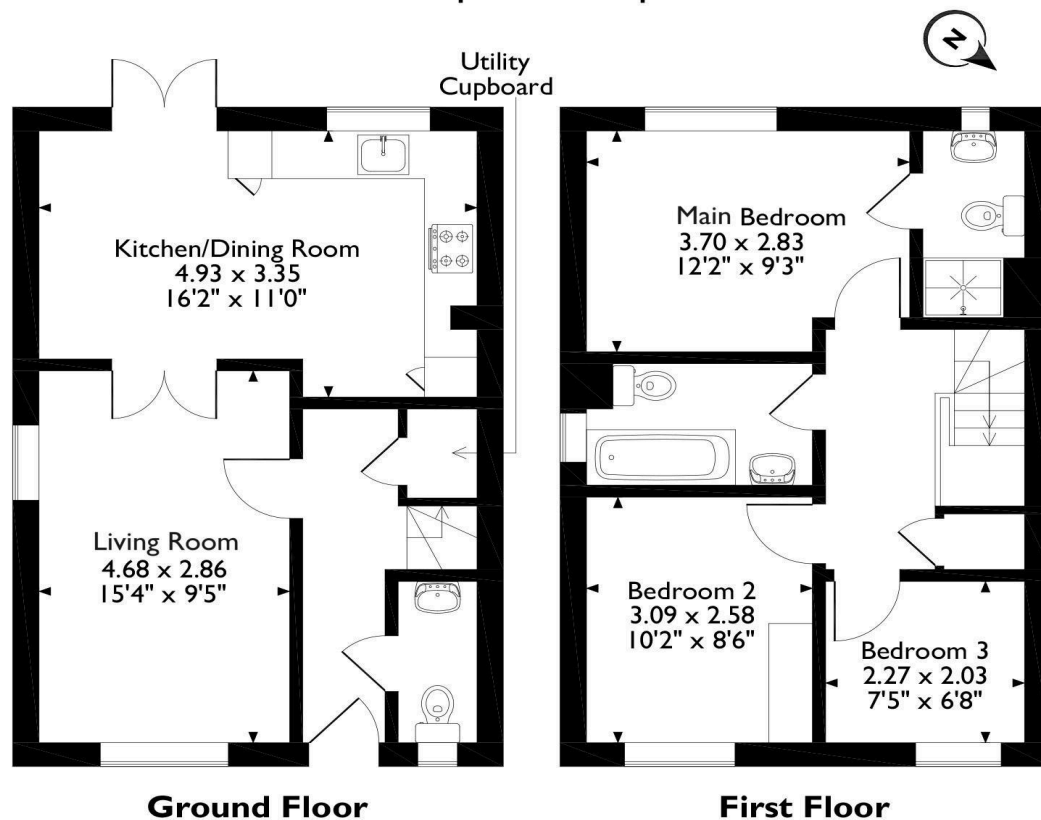 N
Utility
Cupboard
Kitchen/Dining Room
4.93 x 3.35
16'2" x 11'0"
Living Room
4.68 x 2.86
15'4" x 9'5"
Main Bedroom
3.70 x 2.83
12'2" x 9'3"
Bedroom 2
3.09 x 2.58
10'2" x 8'6"
Bedroom 3
2.27 x 2.03
7'5" x 6'8"
Ground Floor
First Floor